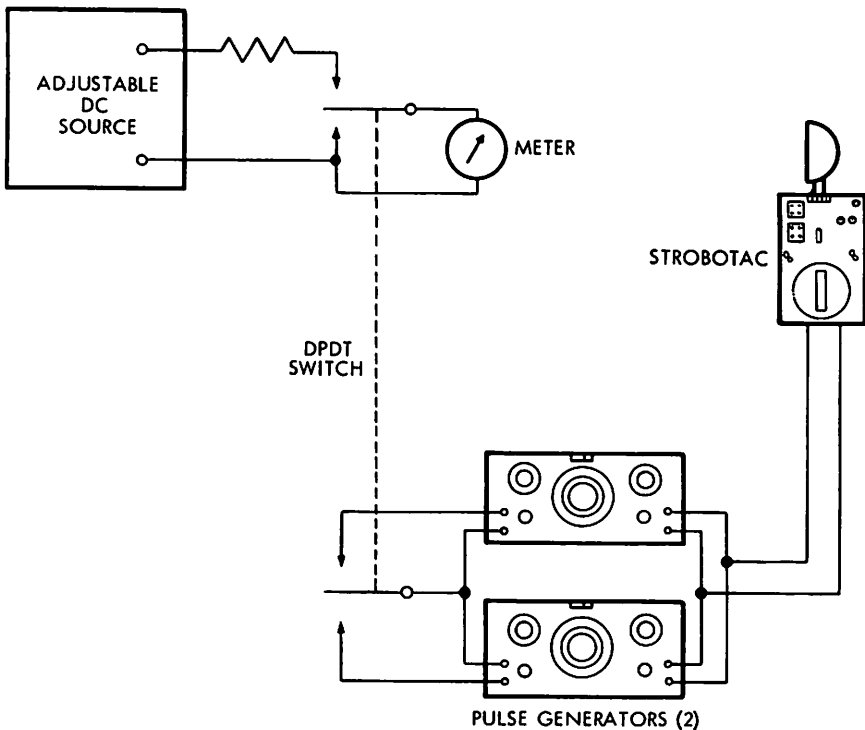 ADJUSTABLE
DC
SOURCE
METER
STROBOTAC
DPDT
SWITCH
PULSE GENERATORS (2)